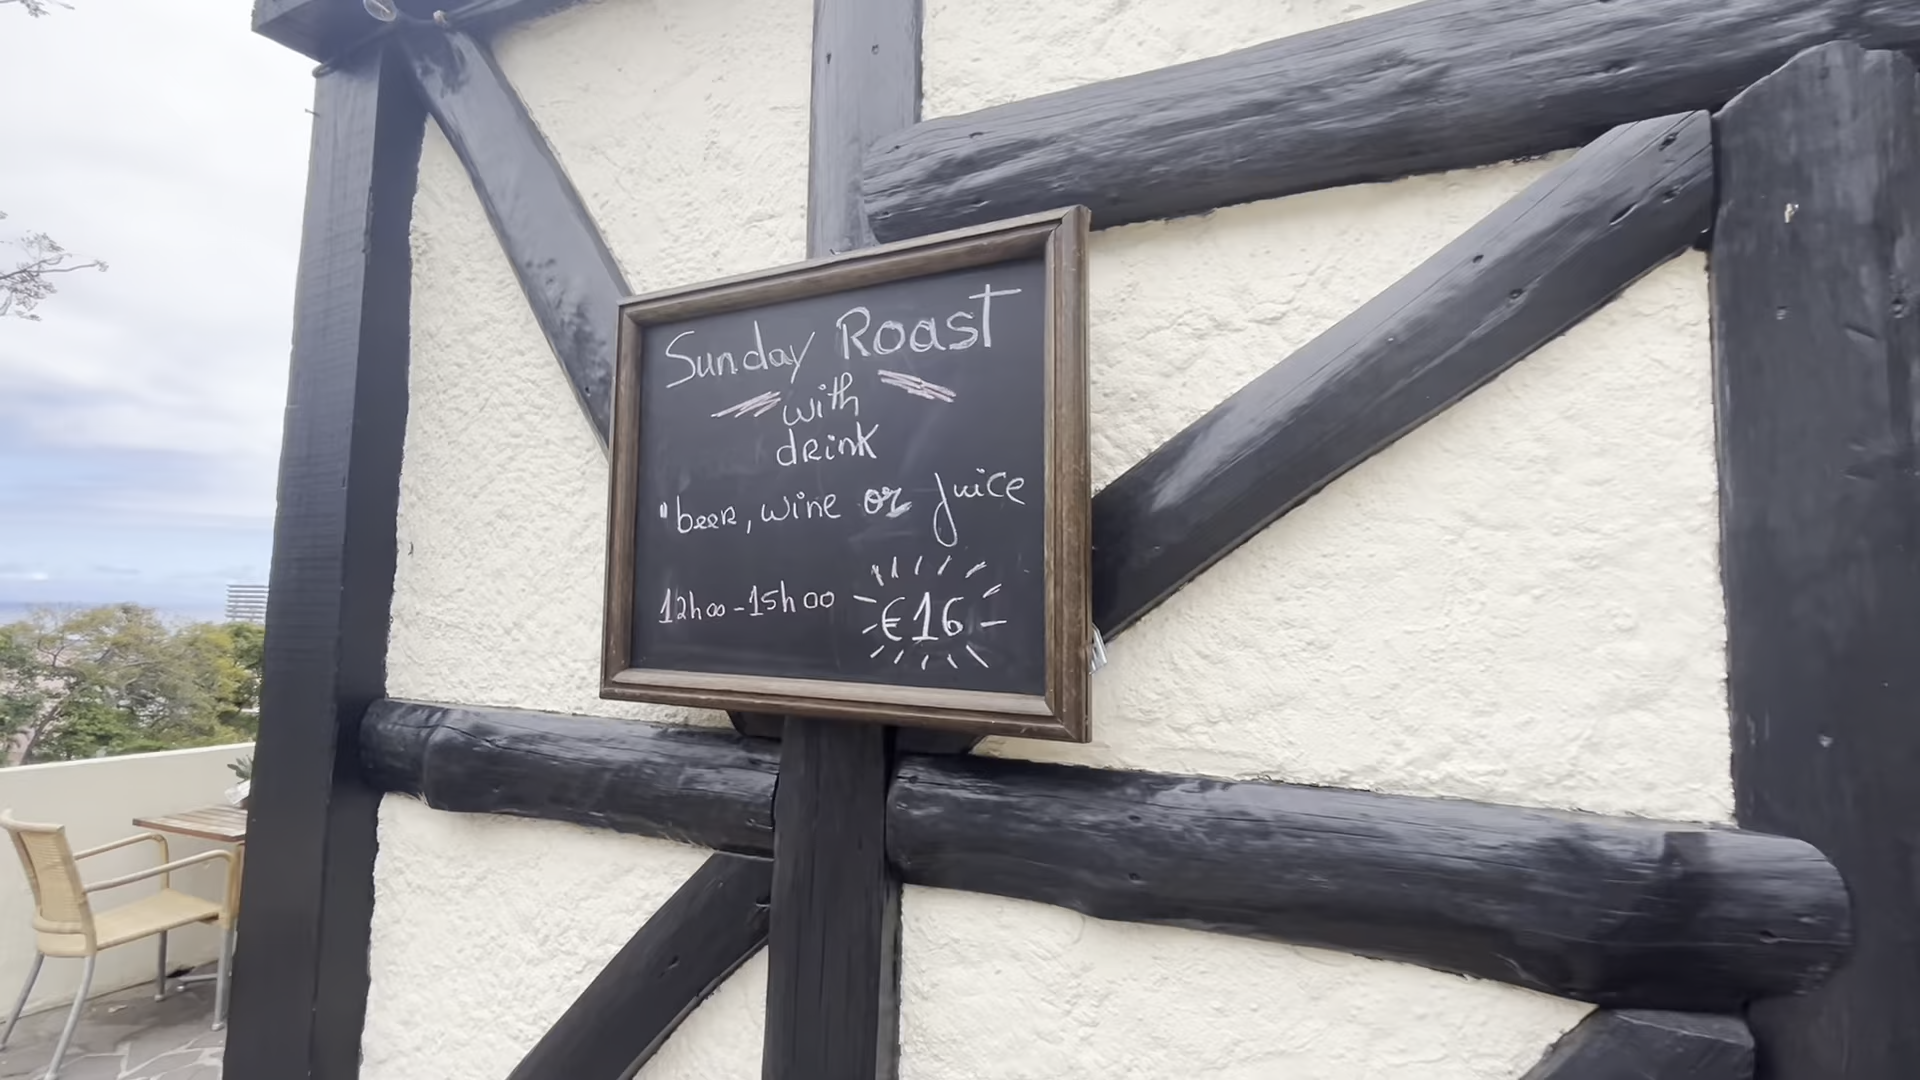 Sunday Roast
with
drink
"beer, wine or juice
12h00-15h00
€16